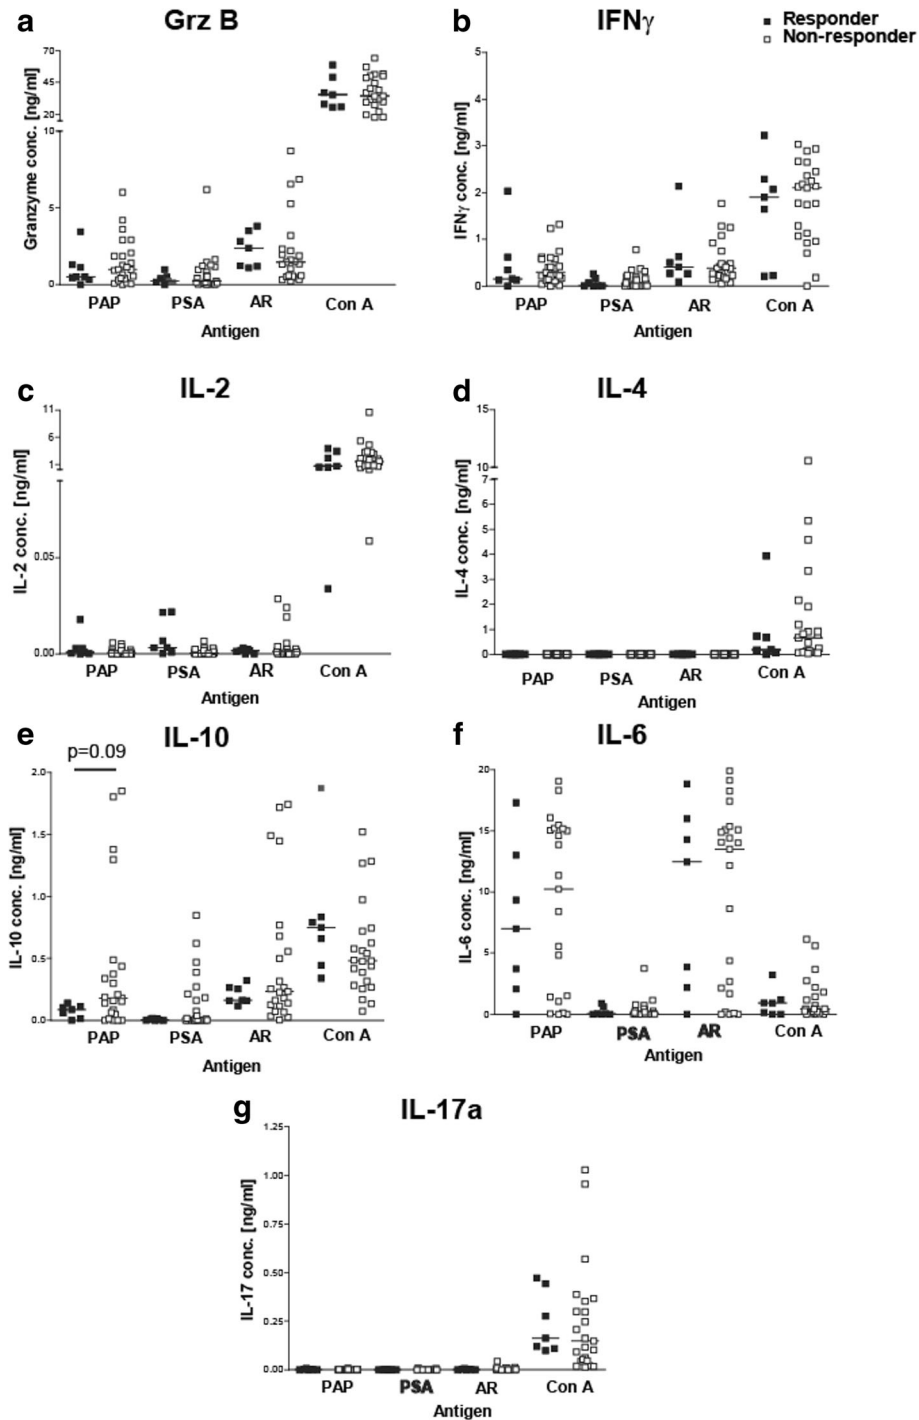 a Grz B
b IFNγ
■ Responder
□ Non-responder
Granzyme conc. [ng/ml]
70
45
20
10
5
0
PAP PSA AR Con A
Antigen
IFNγ conc. [ng/ml]
5
4
3
2
1
0
PAP PSA AR Con A
Antigen
c IL-2
IL-2 conc. [ng/ml]
11
6
1
0.05
0.00
PAP PSA AR Con A
Antigen
d IL-4
IL-4 conc. [ng/ml]
15
10
7
6
5
4
3
2
1
0
PAP PSA AR Con A
Antigen
e IL-10
p=0.09
IL-10 conc. [ng/ml]
2.0
1.5
1.0
0.5
0.0
PAP PSA AR Con A
Antigen
f IL-6
IL-6 conc. [ng/ml]
20
15
10
5
0
PAP PSA AR Con A
Antigen
g IL-17a
IL-17 conc. [ng/ml]
1.25
1.00
0.75
0.50
0.25
0.00
PAP PSA AR Con A
Antigen